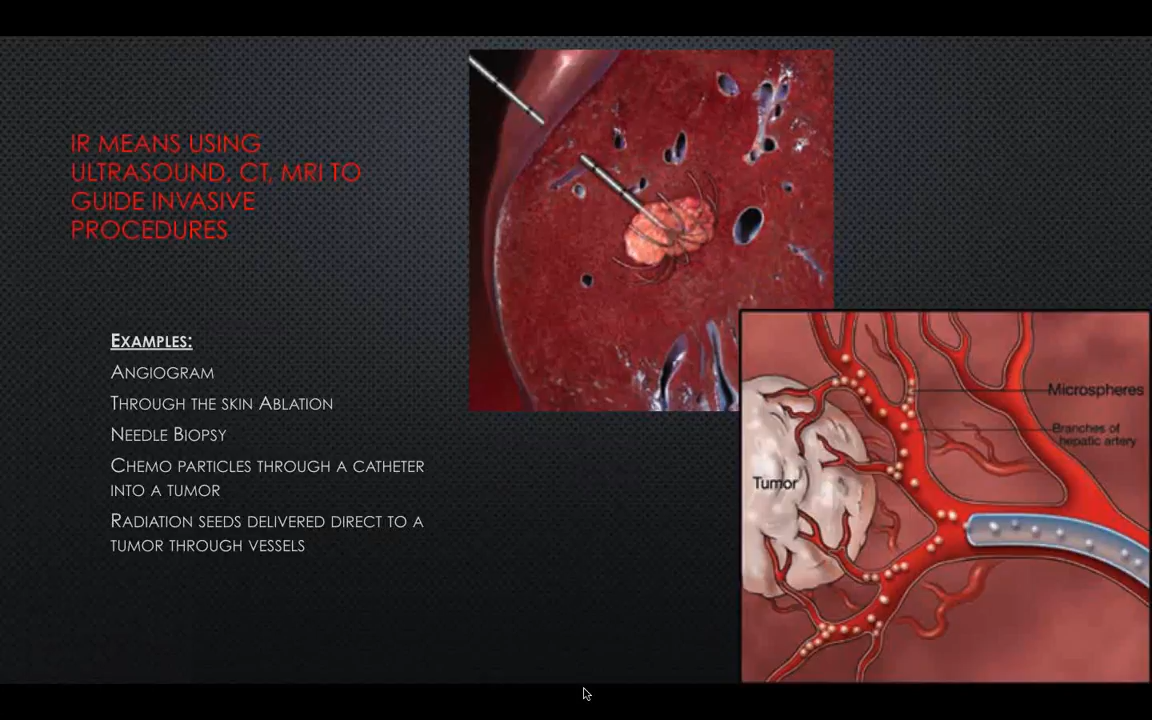 IR MEANS USING
ULTRASOUND, CT, MRI TO
GUIDE INVASIVE
PROCEDURES
EXAMPLES:
ANGIOGRAM
THROUGH THE SKIN ABLATION
NEEDLE BIOPSY
CHEMO PARTICLES THROUGH A CATHETER
INTO A TUMOR
RADIATION SEEDS DELIVERED DIRECT TO A
TUMOR THROUGH VESSELS
Microspheres
Branches of
hepatic artery
Tumor